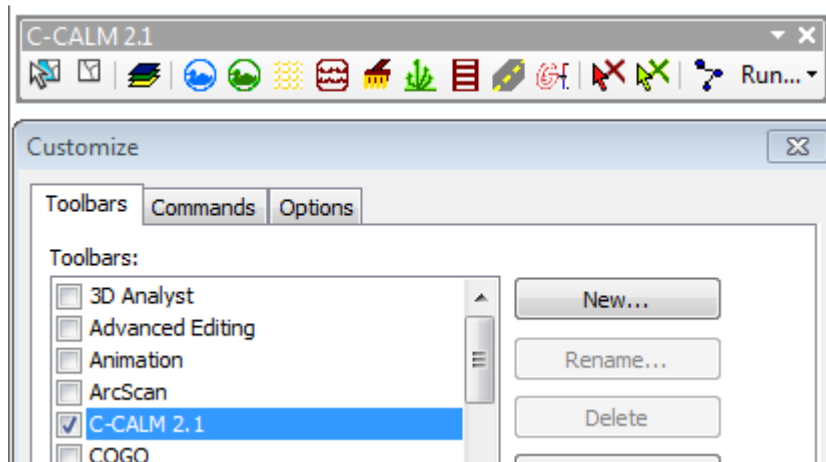 C-CALM 2.1
Run...
Customize
Toolbars Commands Options
Toolbars:
3D Analyst
New...
Advanced Editing
Animation
Rename...
ArcScan
C-CALM 2.1
Delete
COGO